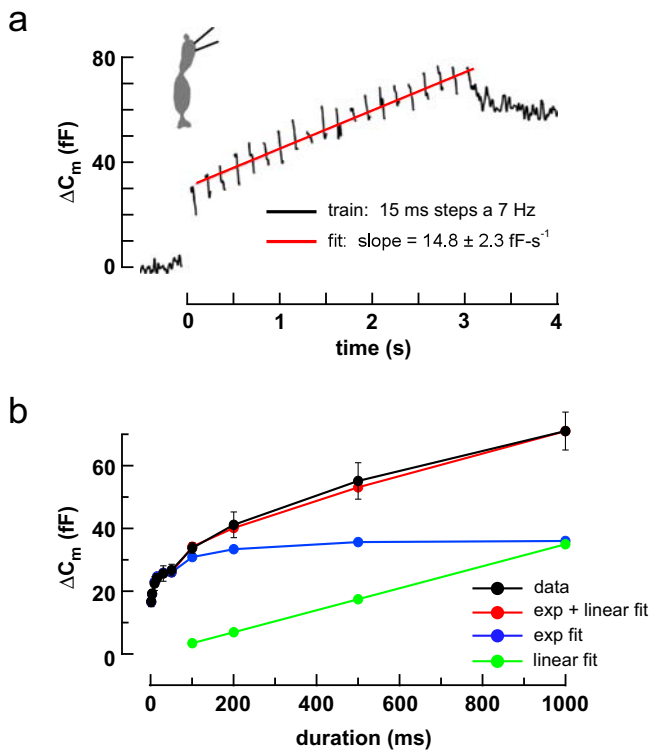 a
80
40
0
ΔCm (fF)
train: 15 ms steps a 7 Hz
fit: slope = 14.8 ± 2.3 fF-s⁻¹
0 1 2 3 4
time (s)
b
60
40
20
0
ΔCm (fF)
data
exp + linear fit
exp fit
linear fit
0 200 400 600 800 1000
duration (ms)